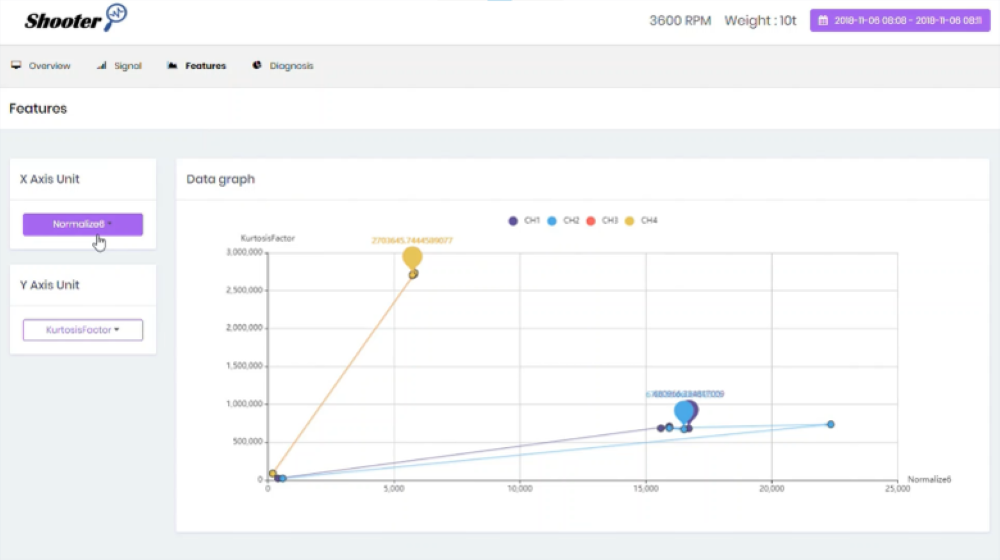 Shooter
3600 RPM Weight : 10t 2018-11-06 08:08 - 2018-11-06 08:11
Overview Signal Features Diagnosis
Features
X Axis Unit
Normalize6
Y Axis Unit
KurtosisFactor
Data graph
CH1 CH2 CH3 CH4
KurtosisFactor
2703645.7444589077
3,000,000
2,500,000
2,000,000
1,500,000
1,000,000
500,000
0
0 5,000 10,000 15,000 20,000 25,000
Normalize6